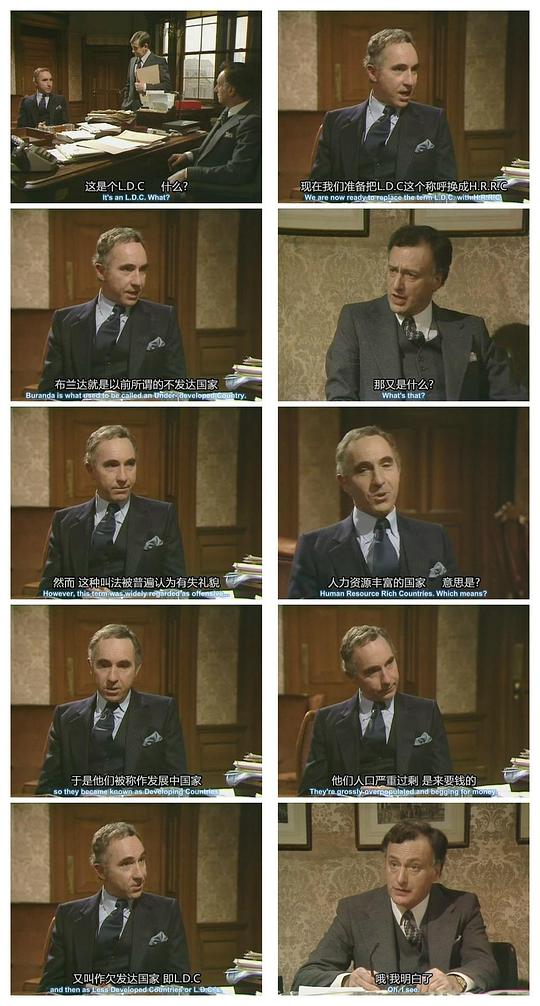 这是个L.D.C 什么?
It's an L.D.C. What?
布兰达就是以前所谓的不发达国家
Buranda is what used to be called an Under-developed Country.
然而 这种叫法被普遍认为有失礼貌
However, this term was widely regarded as offensive...
于是他们被称作发展中国家
so they became known as Developing Countries
又叫作欠发达国家 即L.D.C
and then as Less Developed Countries or L.D.C.s
现在我们准备把L.D.C这个称呼换成H.R.R.C
We are now ready to replace the term L.D.C. with H.R.R.C.
那又是什么?
What's that?
人力资源丰富的国家 意思是?
Human Resource Rich Countries. Which means?
他们人口严重过剩 是来要钱的
They're grossly overpopulated and begging for money.
哦 我明白了
Oh, I see